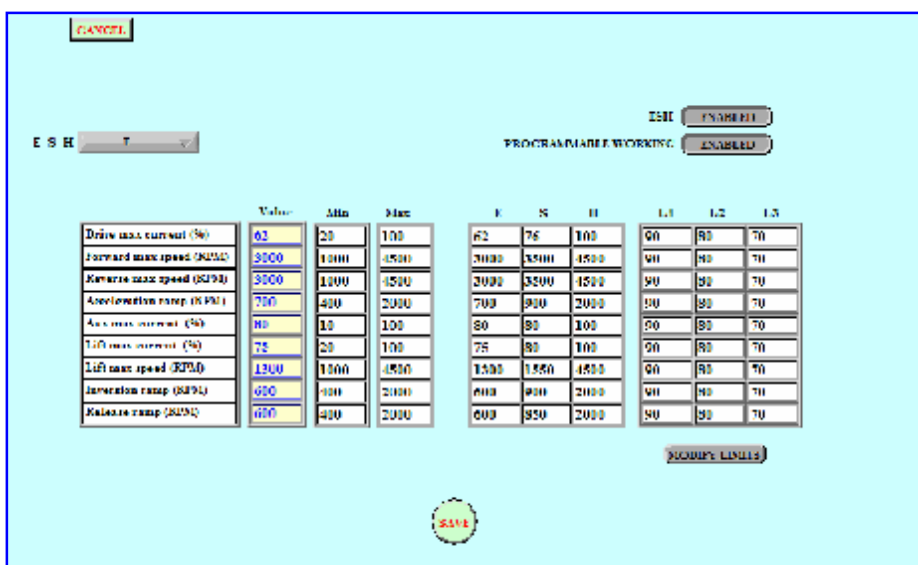 CANCEL
ESH ENABLED
E S H
PROGRAMMABLE WORKING ENABLED
Value Min Max E S H L1 L2 L3
Drive max current (%) 62 20 100 62 76 100 90 80 70
Forward max speed (RPM) 3000 1000 4500 3000 3500 4500 90 80 70
Reverse max speed (RPM) 3000 1000 4500 3000 3500 4500 90 80 70
Acceleration ramp (RPM) 700 400 2000 700 900 2000 90 80 70
Aux max current (%) 80 10 100 80 80 100 90 80 70
Lift max current (%) 75 20 100 75 80 100 90 80 70
Lift max speed (RPM) 1300 1000 4500 1300 1550 4500 90 80 70
Inversion ramp (RPM) 600 400 2000 600 900 2000 90 80 70
Release ramp (RPM) 600 400 2000 600 850 2000 90 80 70
MODIFY LIMITS
SAVE